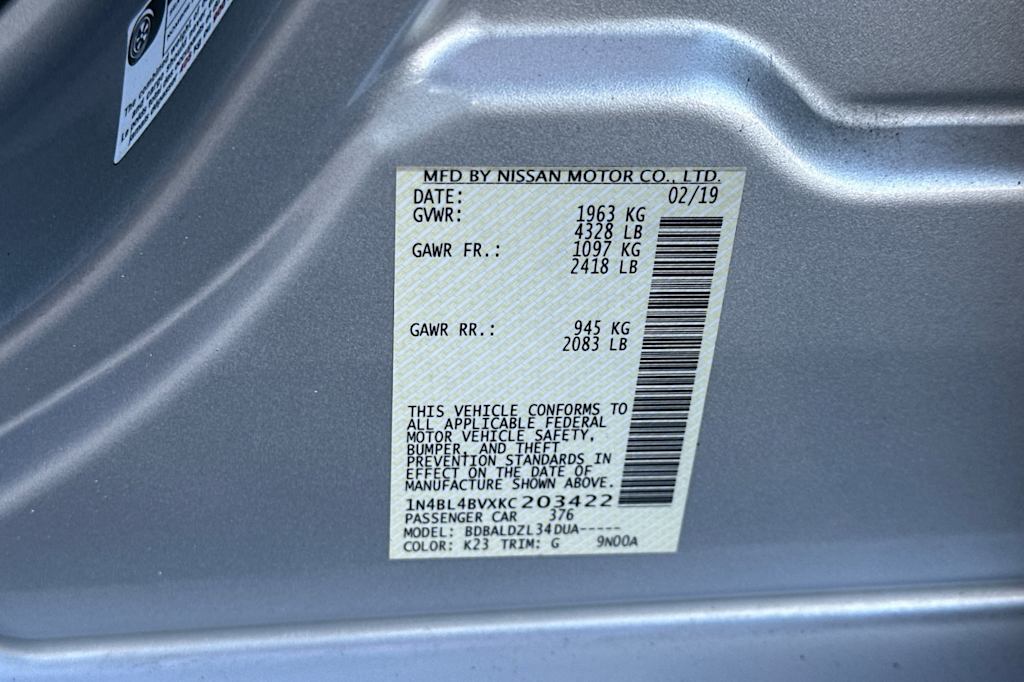 The combined
MFD BY NISSAN MOTOR CO., LTD.
DATE: 02/19
GVWR: 1963 KG
4328 LB
GAWR FR.: 1097 KG
2418 LB
GAWR RR.: 945 KG
2083 LB
THIS VEHICLE CONFORMS TO
ALL APPLICABLE FEDERAL
MOTOR VEHICLE SAFETY,
BUMPER, AND THEFT
PREVENTION STANDARDS IN
EFFECT ON THE DATE OF
MANUFACTURE SHOWN ABOVE.
1N4BL4BVXKC203422
PASSENGER CAR 376
MODEL: BDBALDZL34DUA-----
COLOR: K23 TRIM: G 9N00A